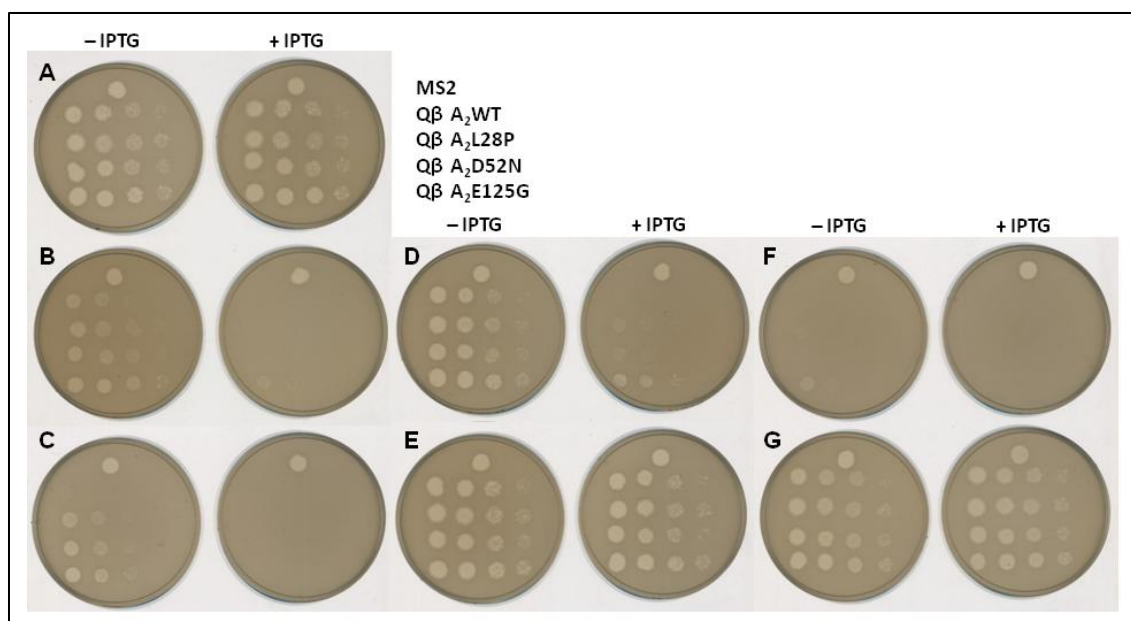 – IPTG
+ IPTG
A
MS2
Qβ A₂WT
Qβ A₂L28P
Qβ A₂D52N
Qβ A₂E125G
– IPTG
+ IPTG
– IPTG
+ IPTG
B
D
F
C
E
G